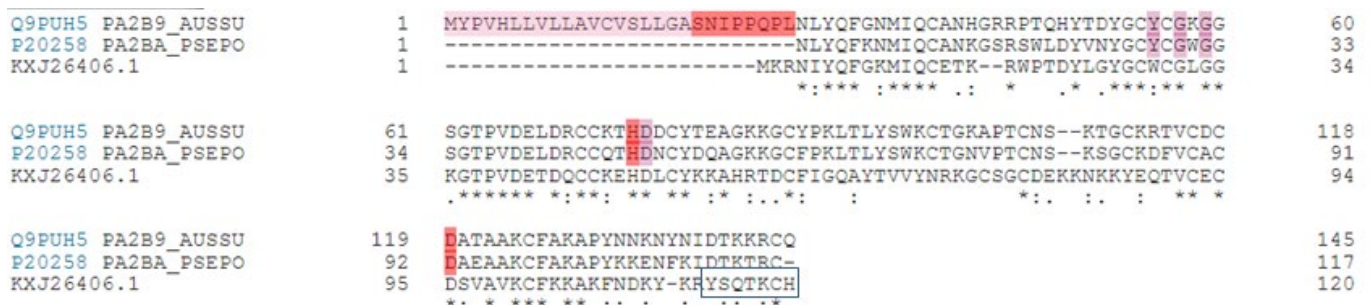 Q9PUH5 PA2B9_AUSSU 1 MYPVHLLVLLAVCVSLLGASNIPPQPLNLYQFGNMIQCANHGRRPTQHYTDYGCYCGKGG 60
P20258 PA2BA_PSEPO 1 ---------------------------NLYQFKNMIQCANKGSRSWLDYVNYGCYCGWGG 33
KXJ26406.1 1 ------------------------MKRNIYQFGKMIQCETK--RWPTDYLGYGCWCGLGG 34
*:*** :**** .:  *   .* .***:** **
Q9PUH5 PA2B9_AUSSU 61 SGTPVDELDRCCKTHDDCYTEAGKKGCYPKLTLYSWKCTGKAPTCNS--KTGCKRTVCDC 118
P20258 PA2BA_PSEPO 34 SGTPVDELDRCCQTHDNCYDQAGKKGCFPKLTLYSWKCTGNVPTCNS--KSGCKDFVCAC 91
KXJ26406.1 35 KGTPVDETDQCCKEHDLCYKKAHRTDCFIGQAYTVVYNRKGCSGCDEKKNKKYEQTVCEC 94
.****** *:**: ** ** :* :..*:   :            *:.  :.  :  ** *
Q9PUH5 PA2B9_AUSSU 119 DATAAKCFAKAPYNNKNYNIDTKKRCQ 145
P20258 PA2BA_PSEPO 92 DAEAAKCFAKAPYKKENFKIDTKTRC- 117
KXJ26406.1 95 DSVAVKCFKKAKFNDKY-KRYSQTKCH 120